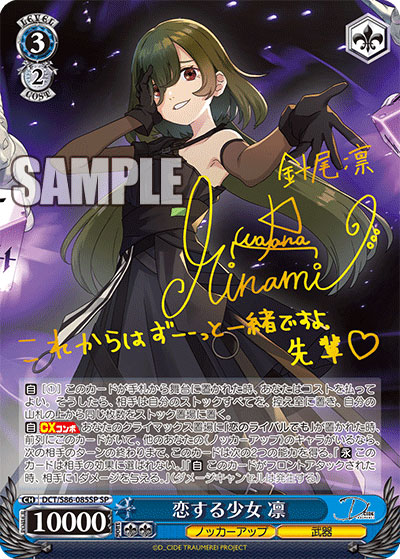 LEVEL
3
2
COST
SAMPLE
針尾 凛
Minami
これからはずーーっと一緒ですよ
先輩♡
自 【(1)】 このカードが手札から舞台に置かれた時、あなたはコストを払ってよい。そうしたら、相手は自分のストックすべてを、控え室に置き、自分の山札の上から同じ枚数をストック置場に置く。
自 CXコンボ あなたのクライマックス置場に「恋のライバルでも」が置かれた時、前列にこのカードがいて、他のあなたの《ノッカーアップ》のキャラがいるなら、次の相手のターンの終わりまで、このカードは次の2つの能力を得る。『永 このカードは相手の効果に選ばれない。』『自 このカードがフロントアタックされた時、相手に1ダメージを与える。』（ダメージキャンセルは発生する）
CH
DCT/S86-085SP SP
10000
恋する少女 凛
ノッカーアップ
武器
©D_CIDE TRAUMEREI PROJECT